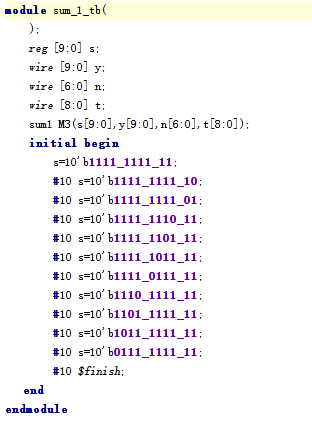 module sum_1_tb(
);
reg [9:0] s;
wire [9:0] y;
wire [6:0] n;
wire [8:0] t;
sum1 M3(s[9:0],y[9:0],n[6:0],t[8:0]);
initial begin
s=10'b1111_1111_11;
#10 s=10'b1111_1111_10;
#10 s=10'b1111_1111_01;
#10 s=10'b1111_1110_11;
#10 s=10'b1111_1101_11;
#10 s=10'b1111_1011_11;
#10 s=10'b1111_0111_11;
#10 s=10'b1110_1111_11;
#10 s=10'b1101_1111_11;
#10 s=10'b1011_1111_11;
#10 s=10'b0111_1111_11;
#10 $finish;
end
endmodule